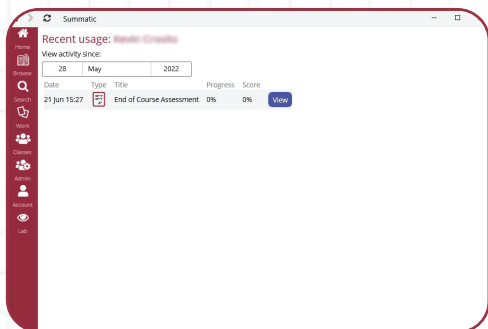 Summatic
Home
Browse
Search
Work
Classes
Admin
Account
Lab
Recent usage:
View activity since:
28 May 2022
Date Type Title Progress Score
21 Jun 15:27 End of Course Assessment 0% 0% View